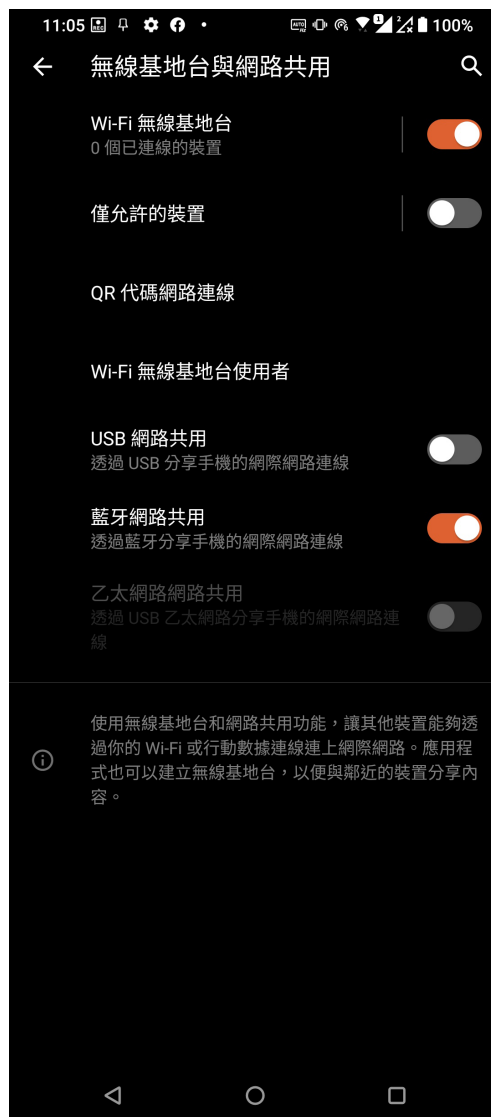 11:05
100%
無線基地台與網路共用
Wi-Fi 無線基地台
0 個已連線的裝置
僅允許的裝置
QR 代碼網路連線
Wi-Fi 無線基地台使用者
USB 網路共用
透過 USB 分享手機的網際網路連線
藍牙網路共用
透過藍牙分享手機的網際網路連線
乙太網路網路共用
透過 USB 乙太網路分享手機的網際網路連
線
使用無線基地台和網路共用功能，讓其他裝置能夠透
過你的 Wi-Fi 或行動數據連線連上網際網路。應用程
式也可以建立無線基地台，以便與鄰近的裝置分享內
容。